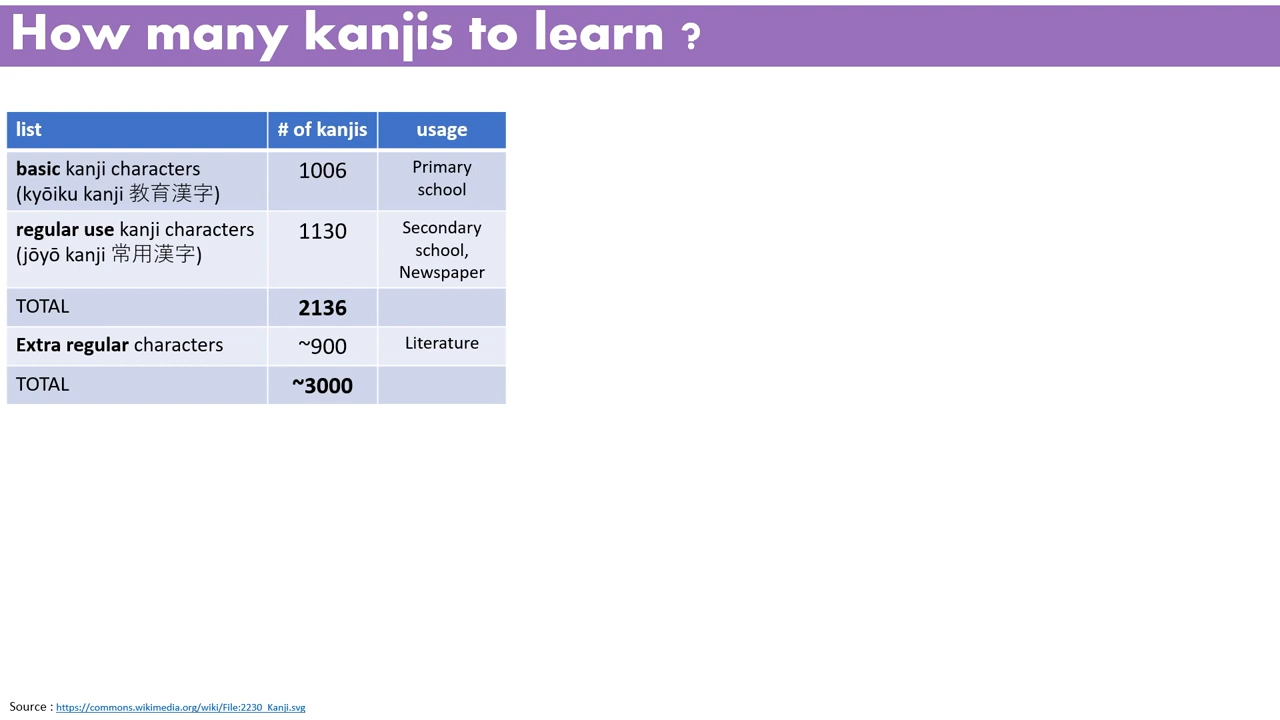 How many kanjis to learn ?
list
# of kanjis
usage
basic kanji characters
(kyōiku kanji 教育漢字)
1006
Primary
school
regular use kanji characters
(jōyō kanji 常用漢字)
1130
Secondary
school,
Newspaper
TOTAL
2136
Extra regular characters
~900
Literature
TOTAL
~3000
Source : https://commons.wikimedia.org/wiki/File:2230_Kanji.svg